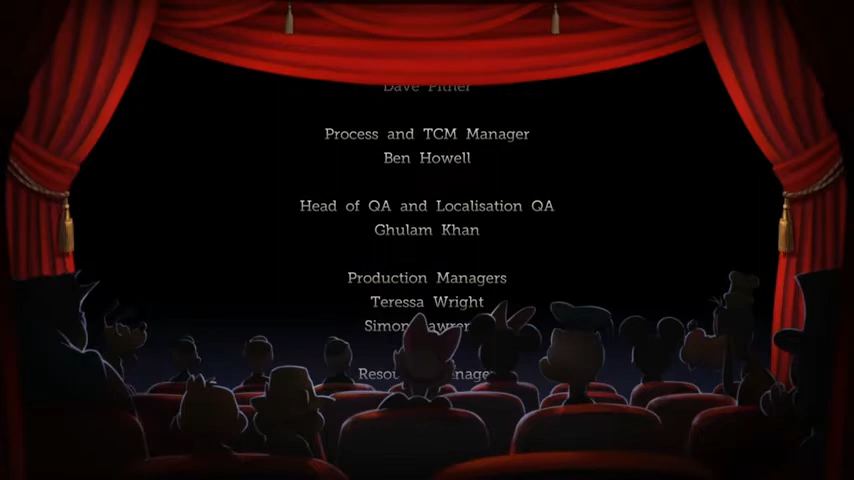 Process and TCM Manager
Ben Howell
Head of QA and Localisation QA
Ghulam Khan
Production Managers
Teressa Wright